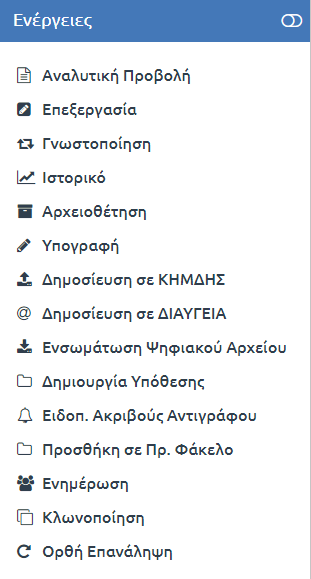 Ενέργειες
Αναλυτική Προβολή
Επεξεργασία
Γνωστοποίηση
Ιστορικό
Αρχειοθέτηση
Υπογραφή
Δημοσίευση σε ΚΗΜΔΗΣ
Δημοσίευση σε ΔΙΑΥΓΕΙΑ
Ενσωμάτωση Ψηφιακού Αρχείου
Δημιουργία Υπόθεσης
Ειδοπ. Ακριβούς Αντιγράφου
Προσθήκη σε Πρ. Φάκελο
Ενημέρωση
Κλωνοποίηση
Ορθή Επανάληψη